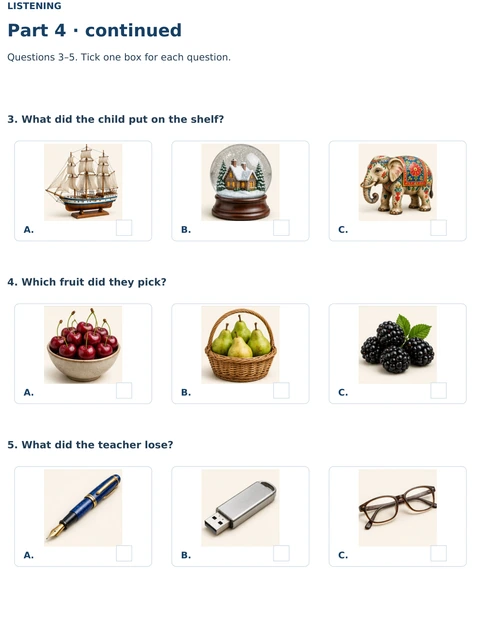 LISTENING
Part 4 · continued
Questions 3–5. Tick one box for each question.
3. What did the child put on the shelf?
A.
B.
C.
4. Which fruit did they pick?
A.
B.
C.
5. What did the teacher lose?
A.
B.
C.